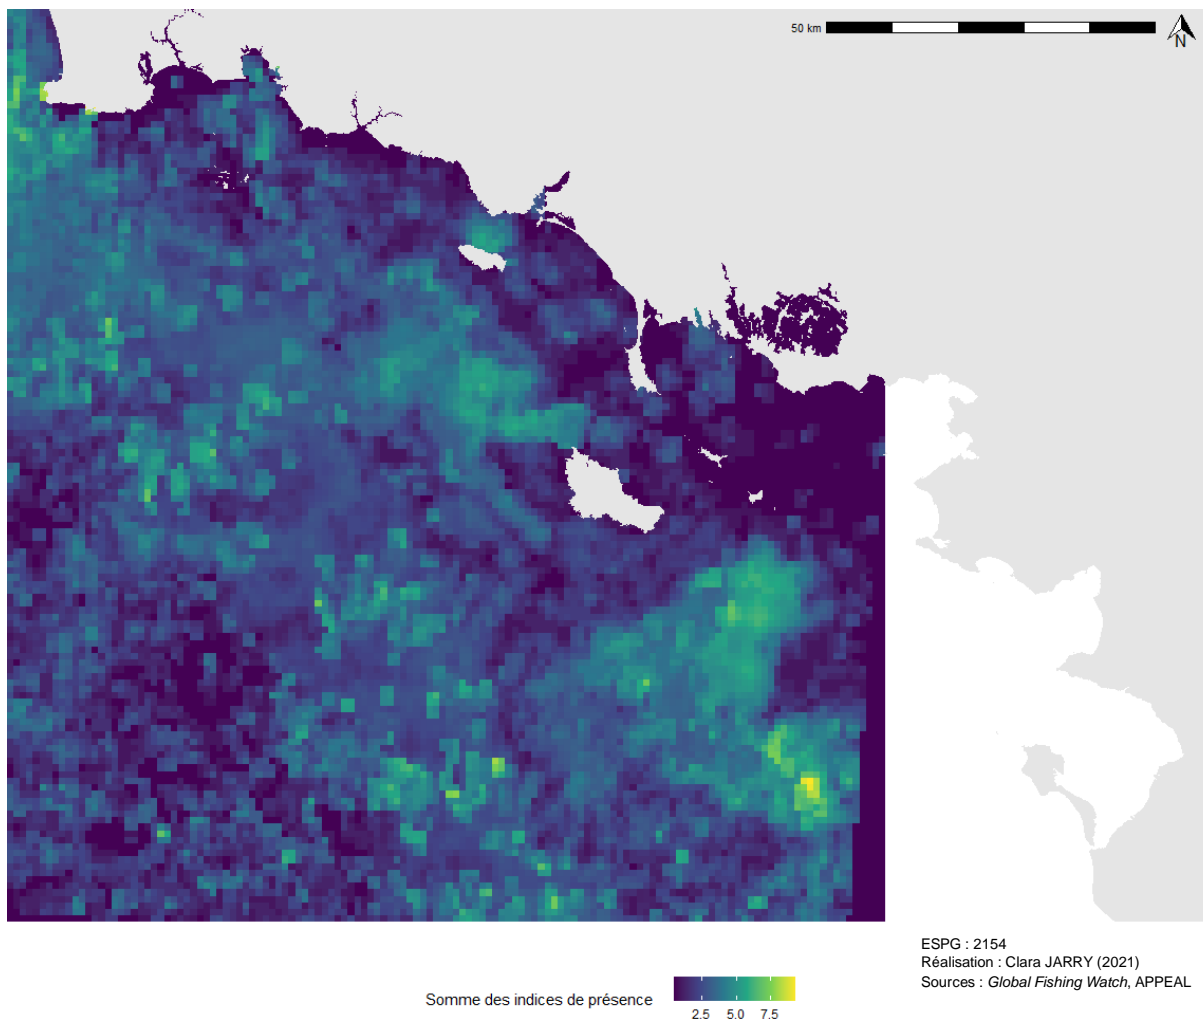 50 km
N
ESPG : 2154
Réalisation : Clara JARRY (2021)
Sources : Global Fishing Watch, APPEAL
Somme des indices de présence
2.5 5.0 7.5